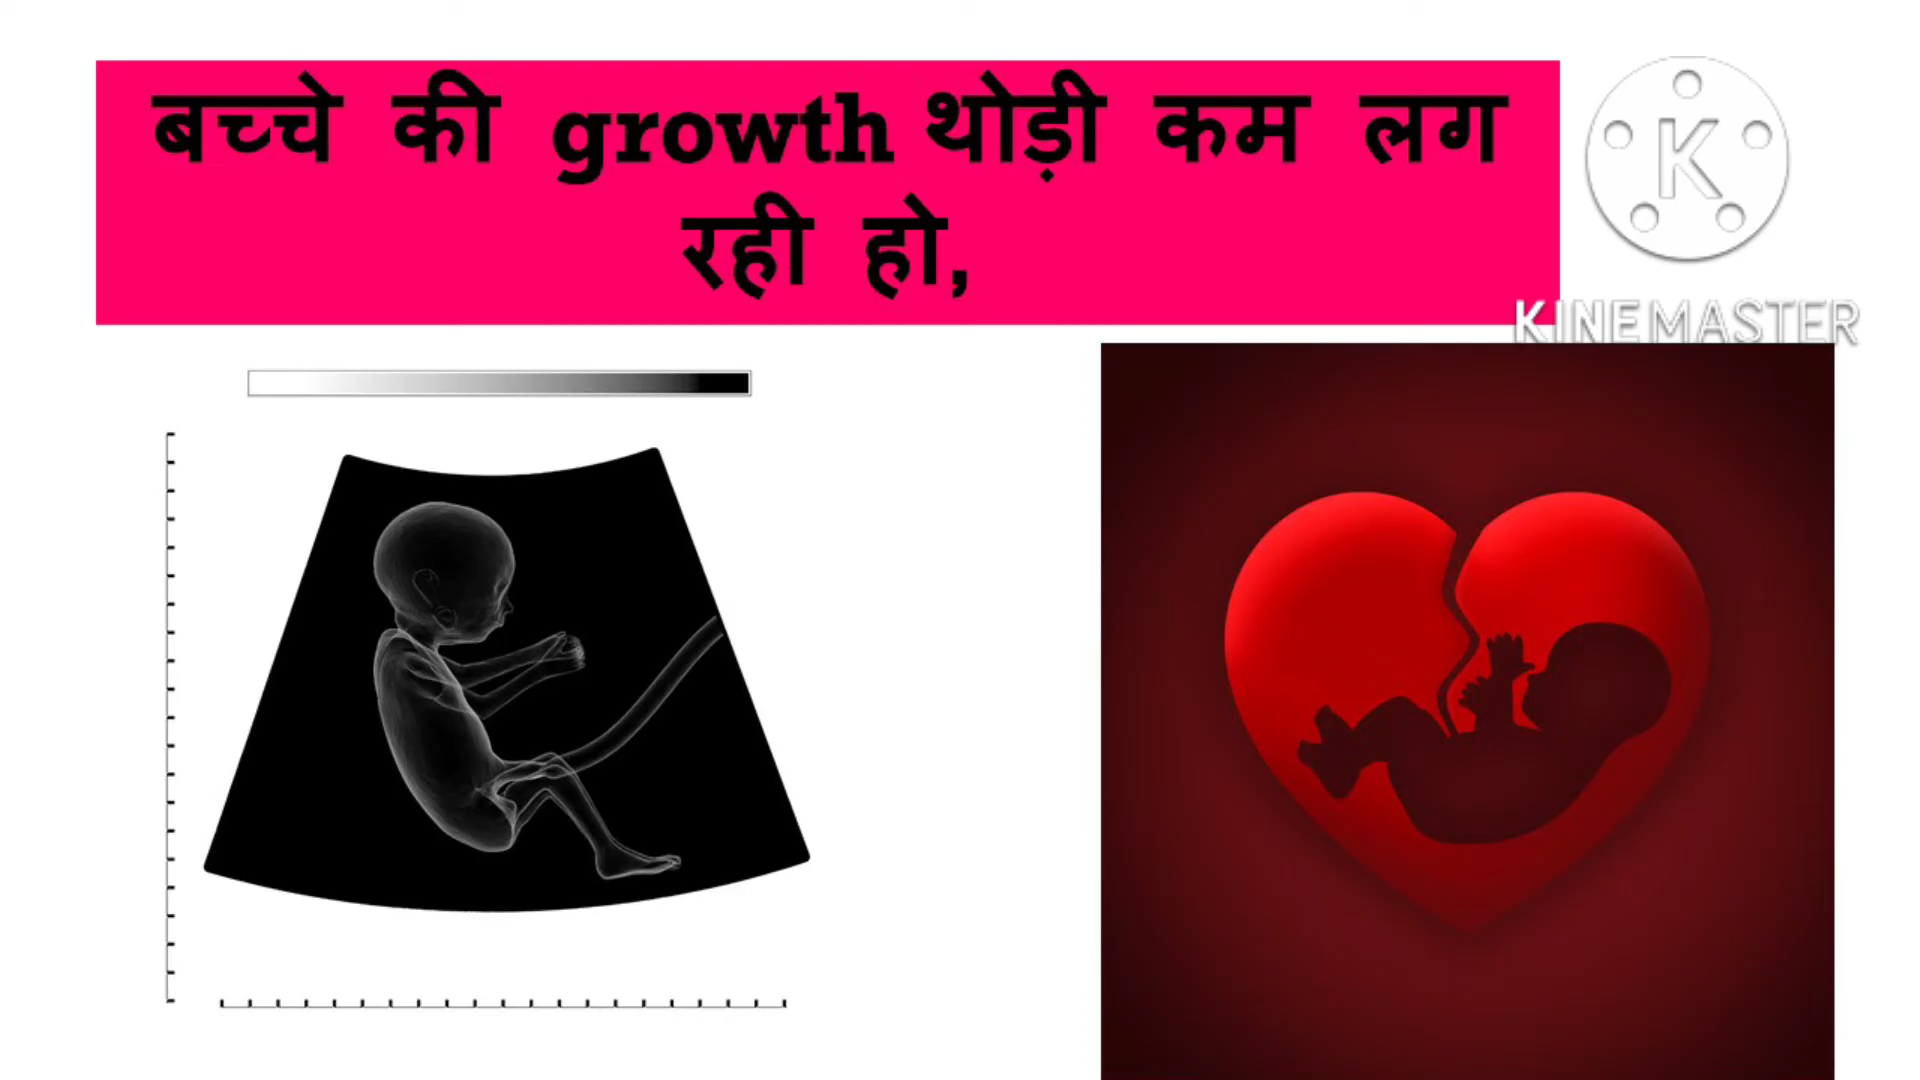 बच्चे की growth थोड़ी कम लग
रही हो,
K
KINEMASTER